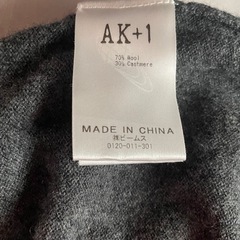 AK+1
70% Wool
30% Cashmere
MADE IN CHINA
㈱ビームス
0120-011-301